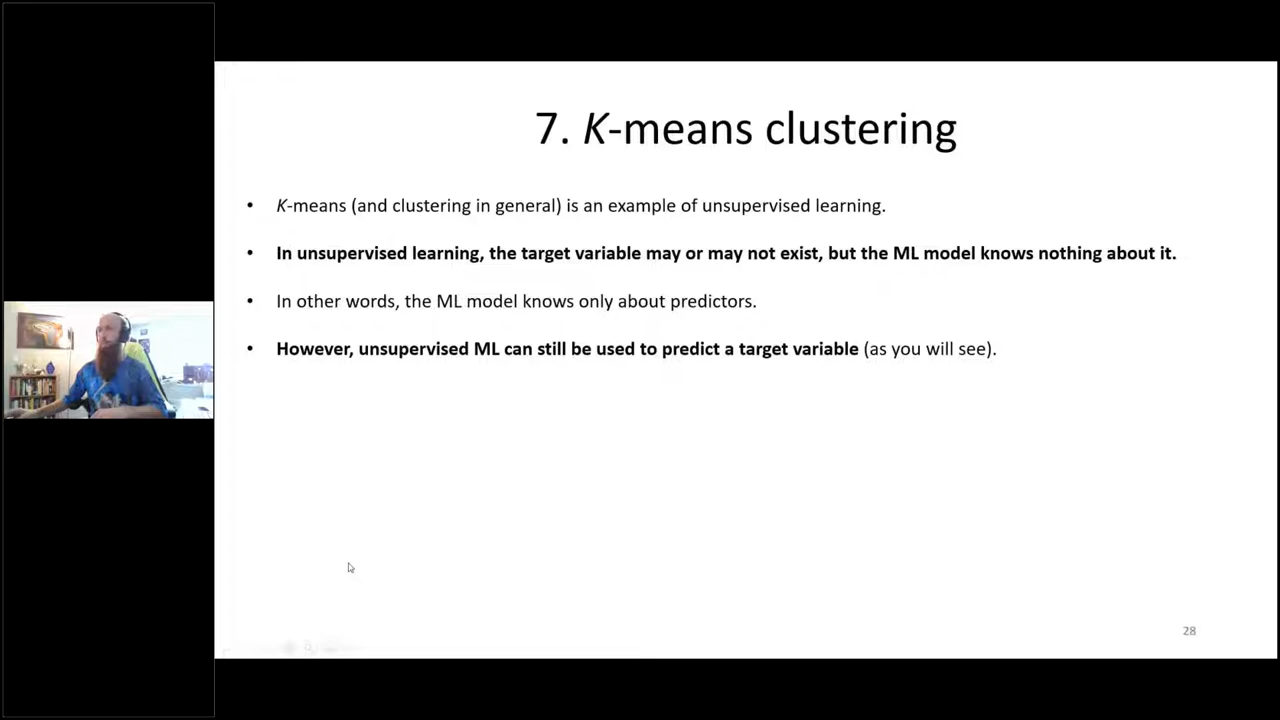 7. K-means clustering
• K-means (and clustering in general) is an example of unsupervised learning.
• In unsupervised learning, the target variable may or may not exist, but the ML model knows nothing about it.
• In other words, the ML model knows only about predictors.
• However, unsupervised ML can still be used to predict a target variable (as you will see).
28